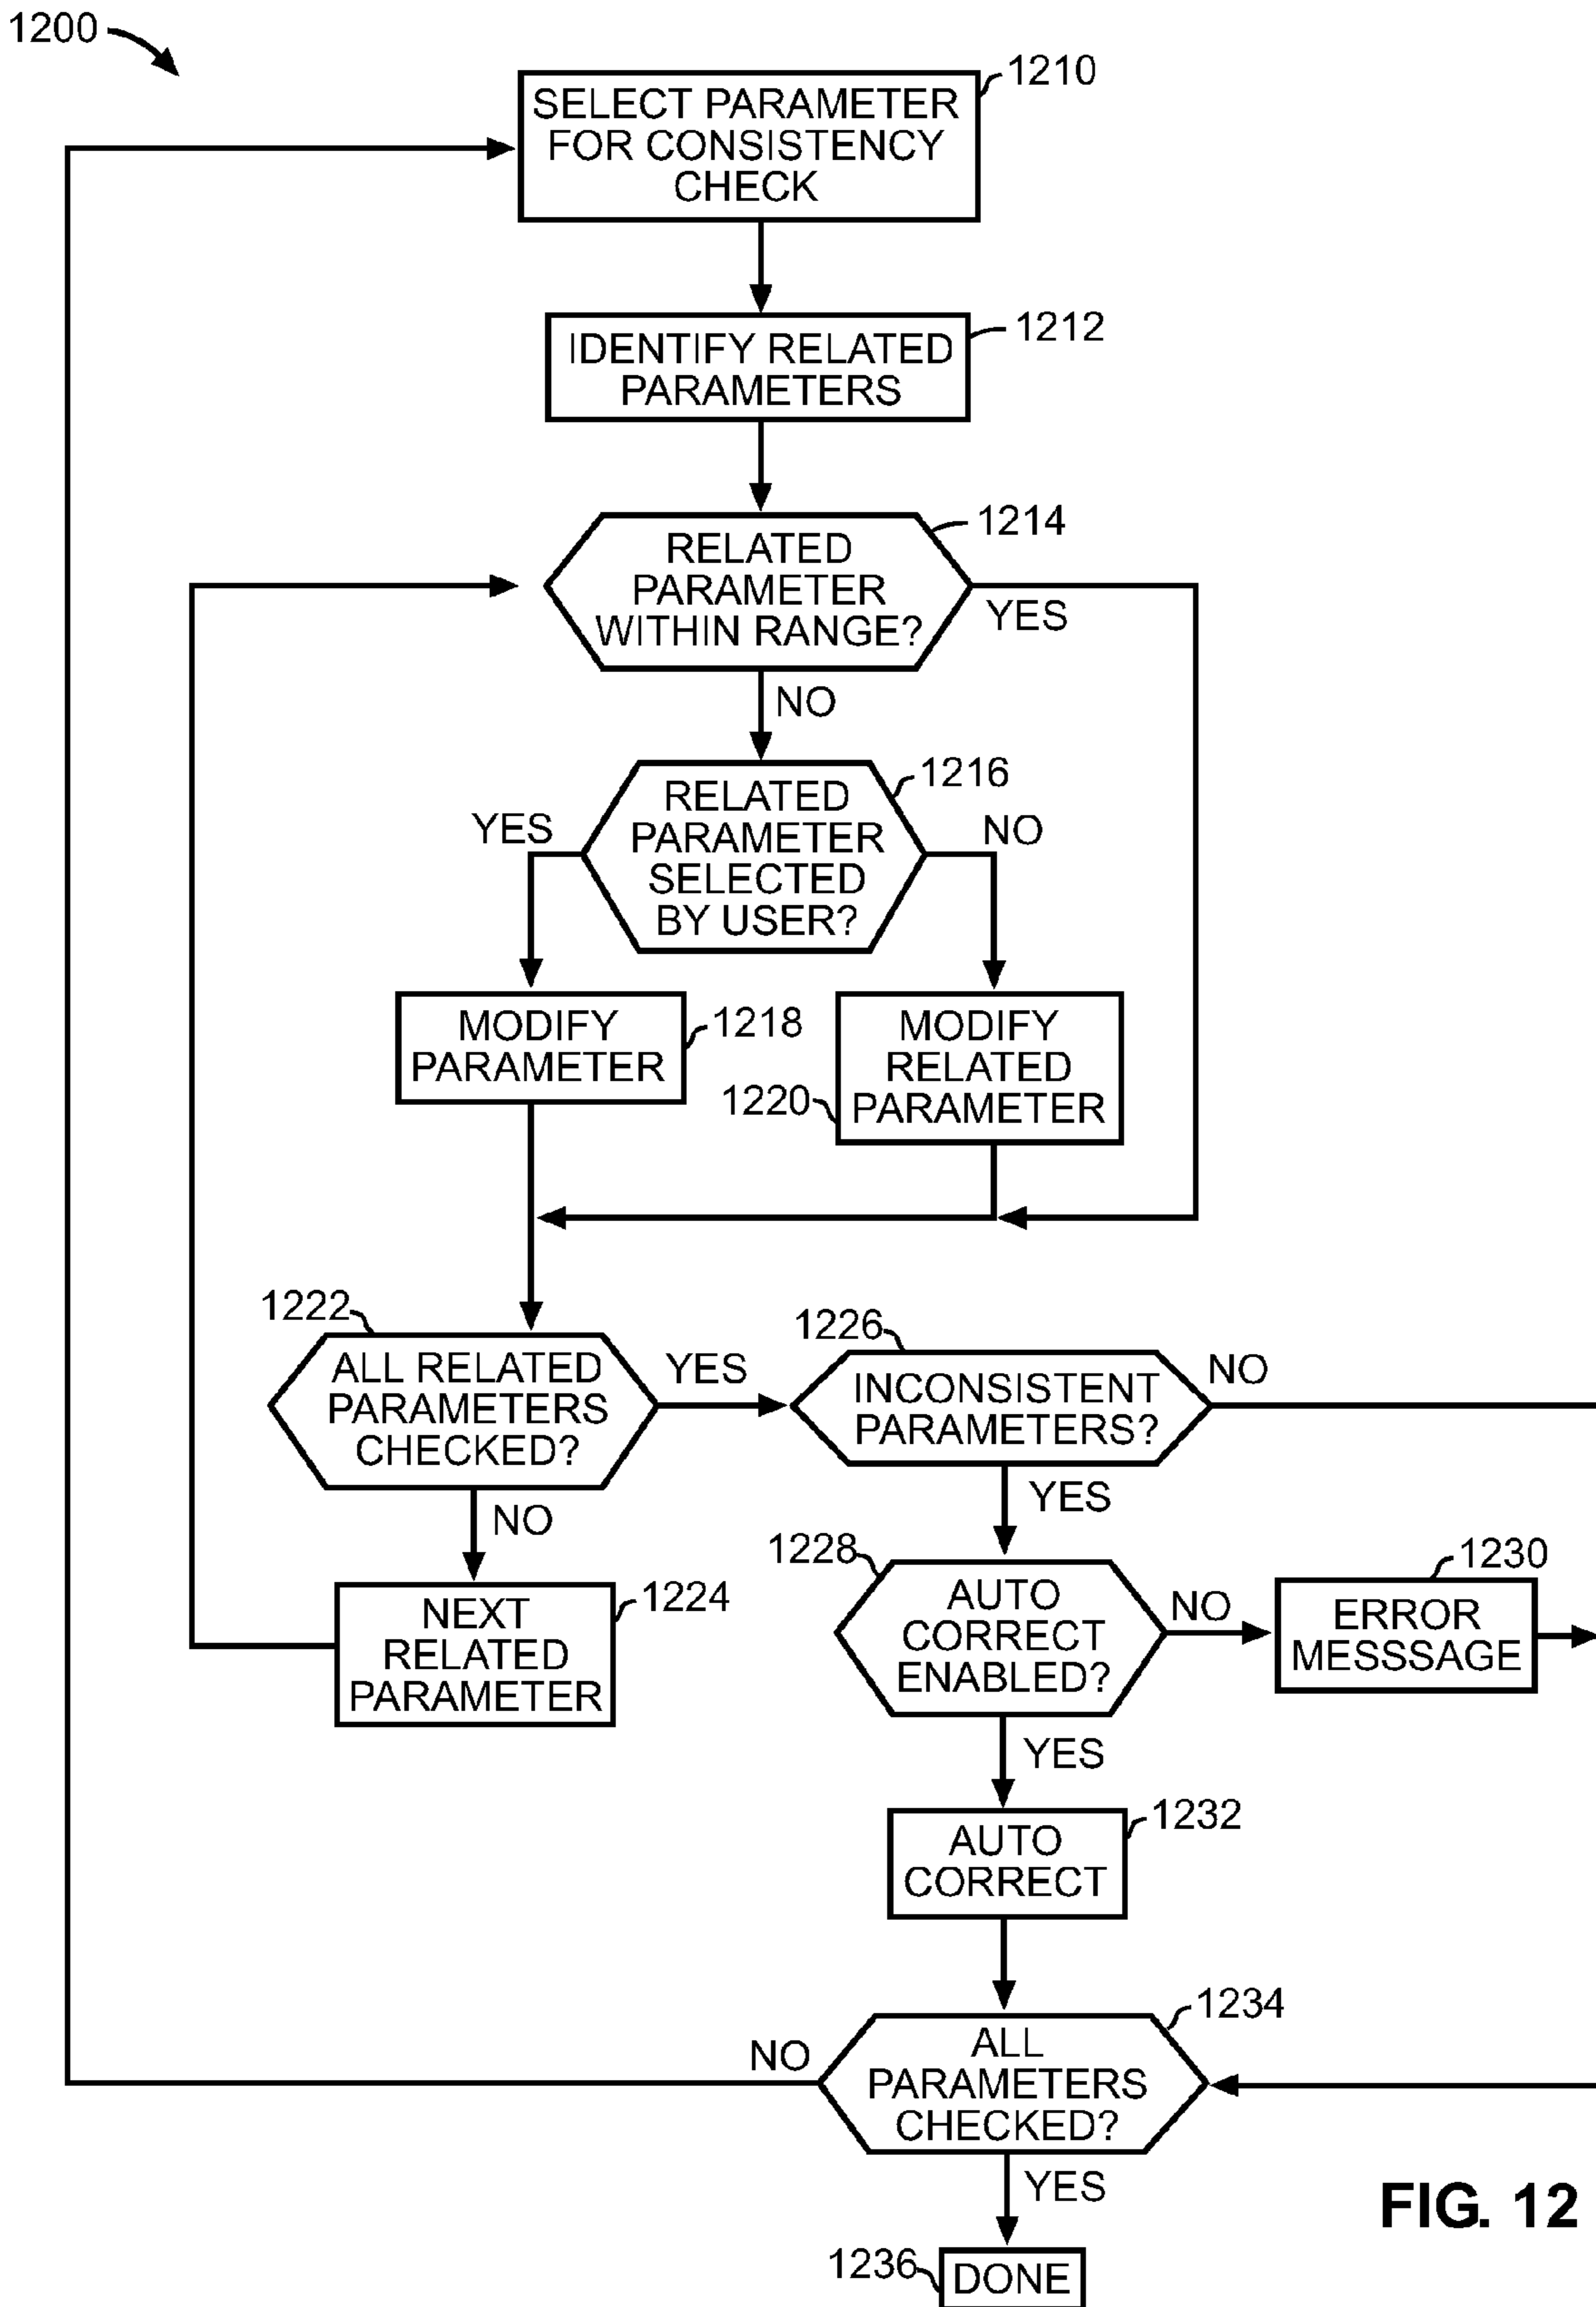 1200
1210
SELECT PARAMETER
FOR CONSISTENCY
CHECK
1212
IDENTIFY RELATED
PARAMETERS
1214
RELATED
PARAMETER
WITHIN RANGE?
YES
NO
1216
RELATED
PARAMETER
SELECTED
BY USER?
YES
NO
MODIFY
PARAMETER
1218
MODIFY
RELATED
PARAMETER
1220
1222
ALL RELATED
PARAMETERS
CHECKED?
YES
1226
INCONSISTENT
PARAMETERS?
NO
NO
YES
NEXT
RELATED
PARAMETER
1224
1228
AUTO
CORRECT
ENABLED?
NO
1230
ERROR
MESSSAGE
YES
1232
AUTO
CORRECT
1234
ALL
PARAMETERS
CHECKED?
NO
YES
1236
DONE
FIG. 12